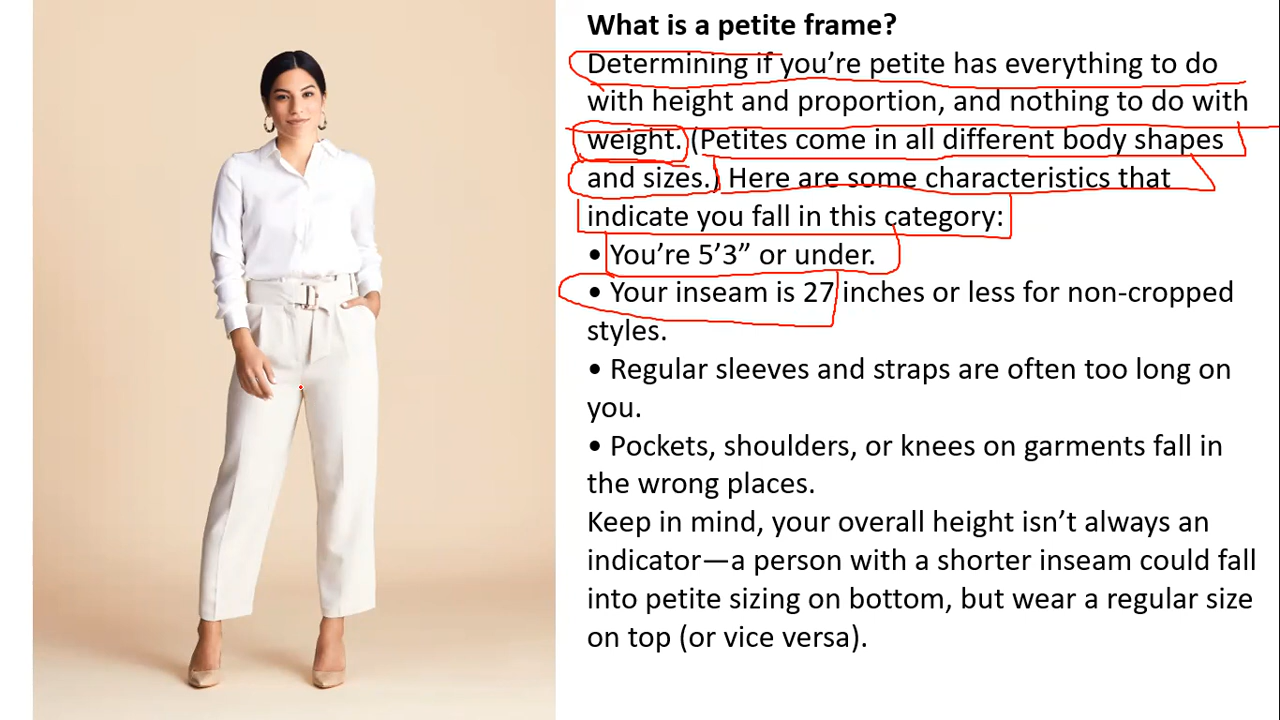 What is a petite frame?
Determining if you’re petite has everything to do
with height and proportion, and nothing to do with
weight. (Petites come in all different body shapes
and sizes.) Here are some characteristics that
indicate you fall in this category:
• You’re 5’3” or under.
• Your inseam is 27 inches or less for non-cropped
styles.
• Regular sleeves and straps are often too long on
you.
• Pockets, shoulders, or knees on garments fall in
the wrong places.
Keep in mind, your overall height isn’t always an
indicator—a person with a shorter inseam could fall
into petite sizing on bottom, but wear a regular size
on top (or vice versa).